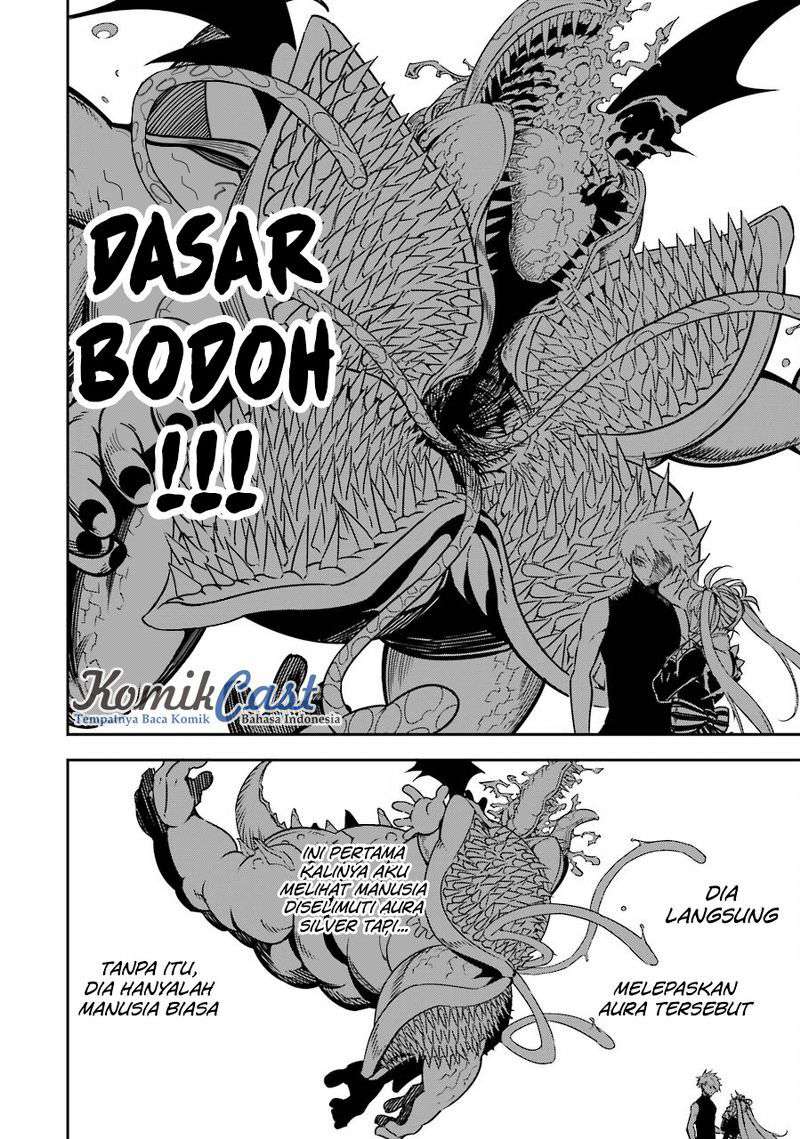 DASAR
BODOH
!!!
KomikCast
Tempatnya Baca Komik Bahasa Indonesia
DIA
LANGSUNG
INI PERTAMA
KALINYA AKU
MELIHAT MANUSIA
DISELIMUTI AURA
SILVER TAPI...
MELEPASKAN
AURA TERSEBUT
TANPA ITU,
DIA HANYALAH
MANUSIA BIASA